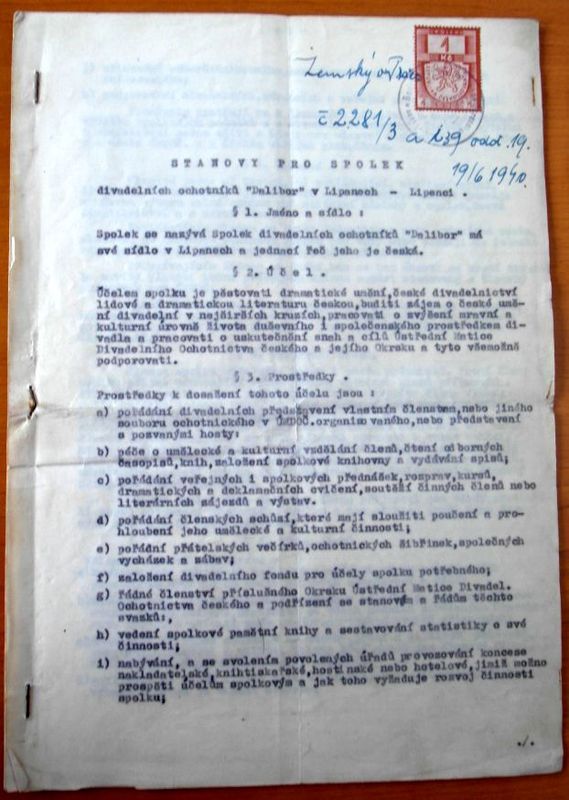 Zemský
1
Kč
č 2281/3 a i 39 odd 19.
19/6 1940.
STANOVY PRO SPOLEK
divadelních ochotníků "Dalibor" v Lipanech - Lipenci .
§ 1. Jméno a sídlo :
Spolek se nazývá Spolek divadelních ochotníků "Dalibor" má
své sídlo v Lipanech a jednací řeč jeho je česká.
§ 2. Účel .
Účelem spolku je pěstovati dramatické umění,české divadelnictví
lidové a dramatickou literaturu českou,buditi zájem o české umě-
ní divadelní v nejširších kruzích,pracovati o zvýšení mravní a
kulturní úrovně života duševního i společenského prostředkem di-
vadla a pracovati o uskutečnění snah a cílů Ústřední Matice
Divadelního Ochotnictva českého a jejího Okrsku a tyto všemožně
podporovati.
§ 3. Prostředky .
Prostředky k dosažení tohoto účelu jsou :
a) pořádání divadelních představení vlastním členstvem,nebo jiného
souboru ochotnického v ÚMDOČ.organisovaného,nebo představení
s pozvanými hosty:
b) péče o umělecké a kulturní vzdělání členů,čtení odborných
časopisů,knih,založení spolkové knihovny a vydávání spisů;
c) pořádání veřejných i spolkových přednášek,rozprav,kursů,
dramatických a deklamačních cvičení,soutěží činných členů nebo
literárních zájezdů a výstav.
d) pořádání členských schůzí,které mají sloužiti poučení a pro-
hloubení jeho umělecké a kulturní činnosti;
e) pořádní přátelských večírků,ochotnických šibřinek,společných
vycházek a zábav;
f) založení divadelního fondu pro účely spolku potřebného;
g) řádné členství příslušného Okrsku Ústřední Matice Divadel.
Ochotnictva českého a podřízení se stanovám a řádům těchto
svazků;,
h) vedení spolkové pamětní knihy a sestavování statistiky o své
činnosti;
i) nabývání, a se svolením povolených úřadů provozování koncese
nakladatelské,knihtiskařské,hostinské nebo hotelové,jimiž možno
prospěti účelům spolkovým a jak toho vyžaduje rozvoj činnosti
spolku;
./.